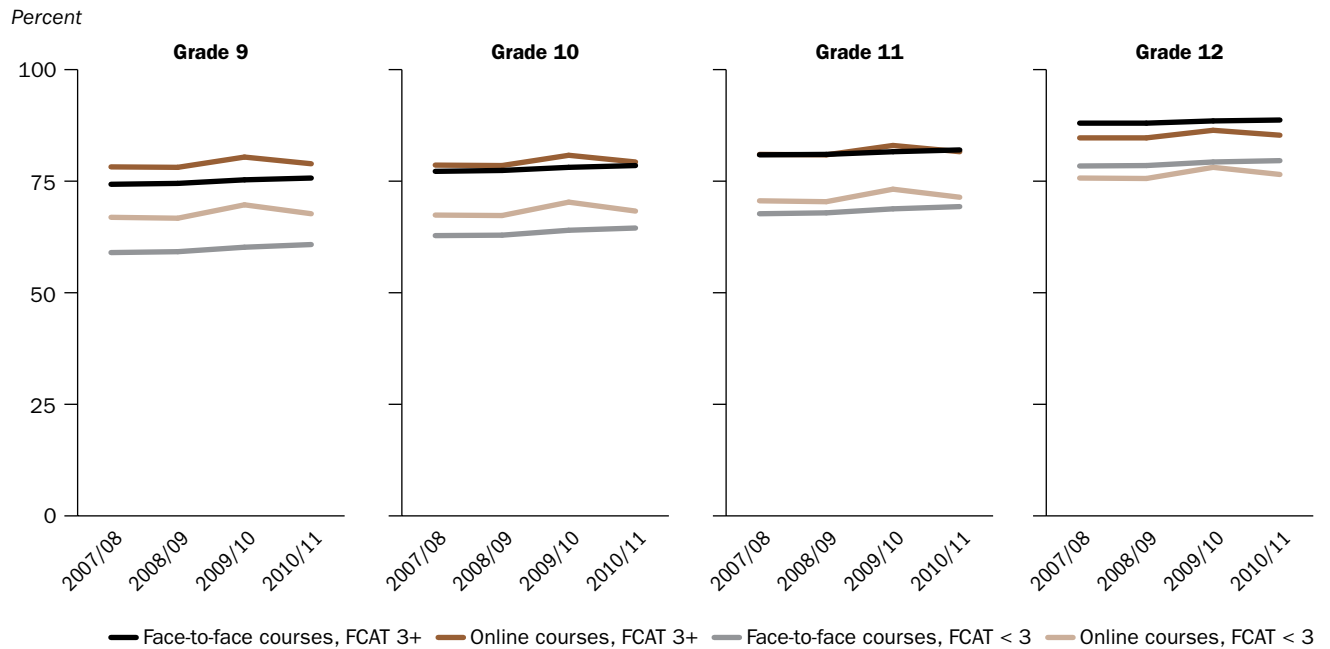 Percent
Grade 9 Grade 10 Grade 11 Grade 12
100
75
50
25
0
2007/08 2008/09 2009/10 2010/11 2007/08 2008/09 2009/10 2010/11 2007/08 2008/09 2009/10 2010/11 2007/08 2008/09 2009/10 2010/11
Face-to-face courses, FCAT 3+ Online courses, FCAT 3+ Face-to-face courses, FCAT < 3 Online courses, FCAT < 3